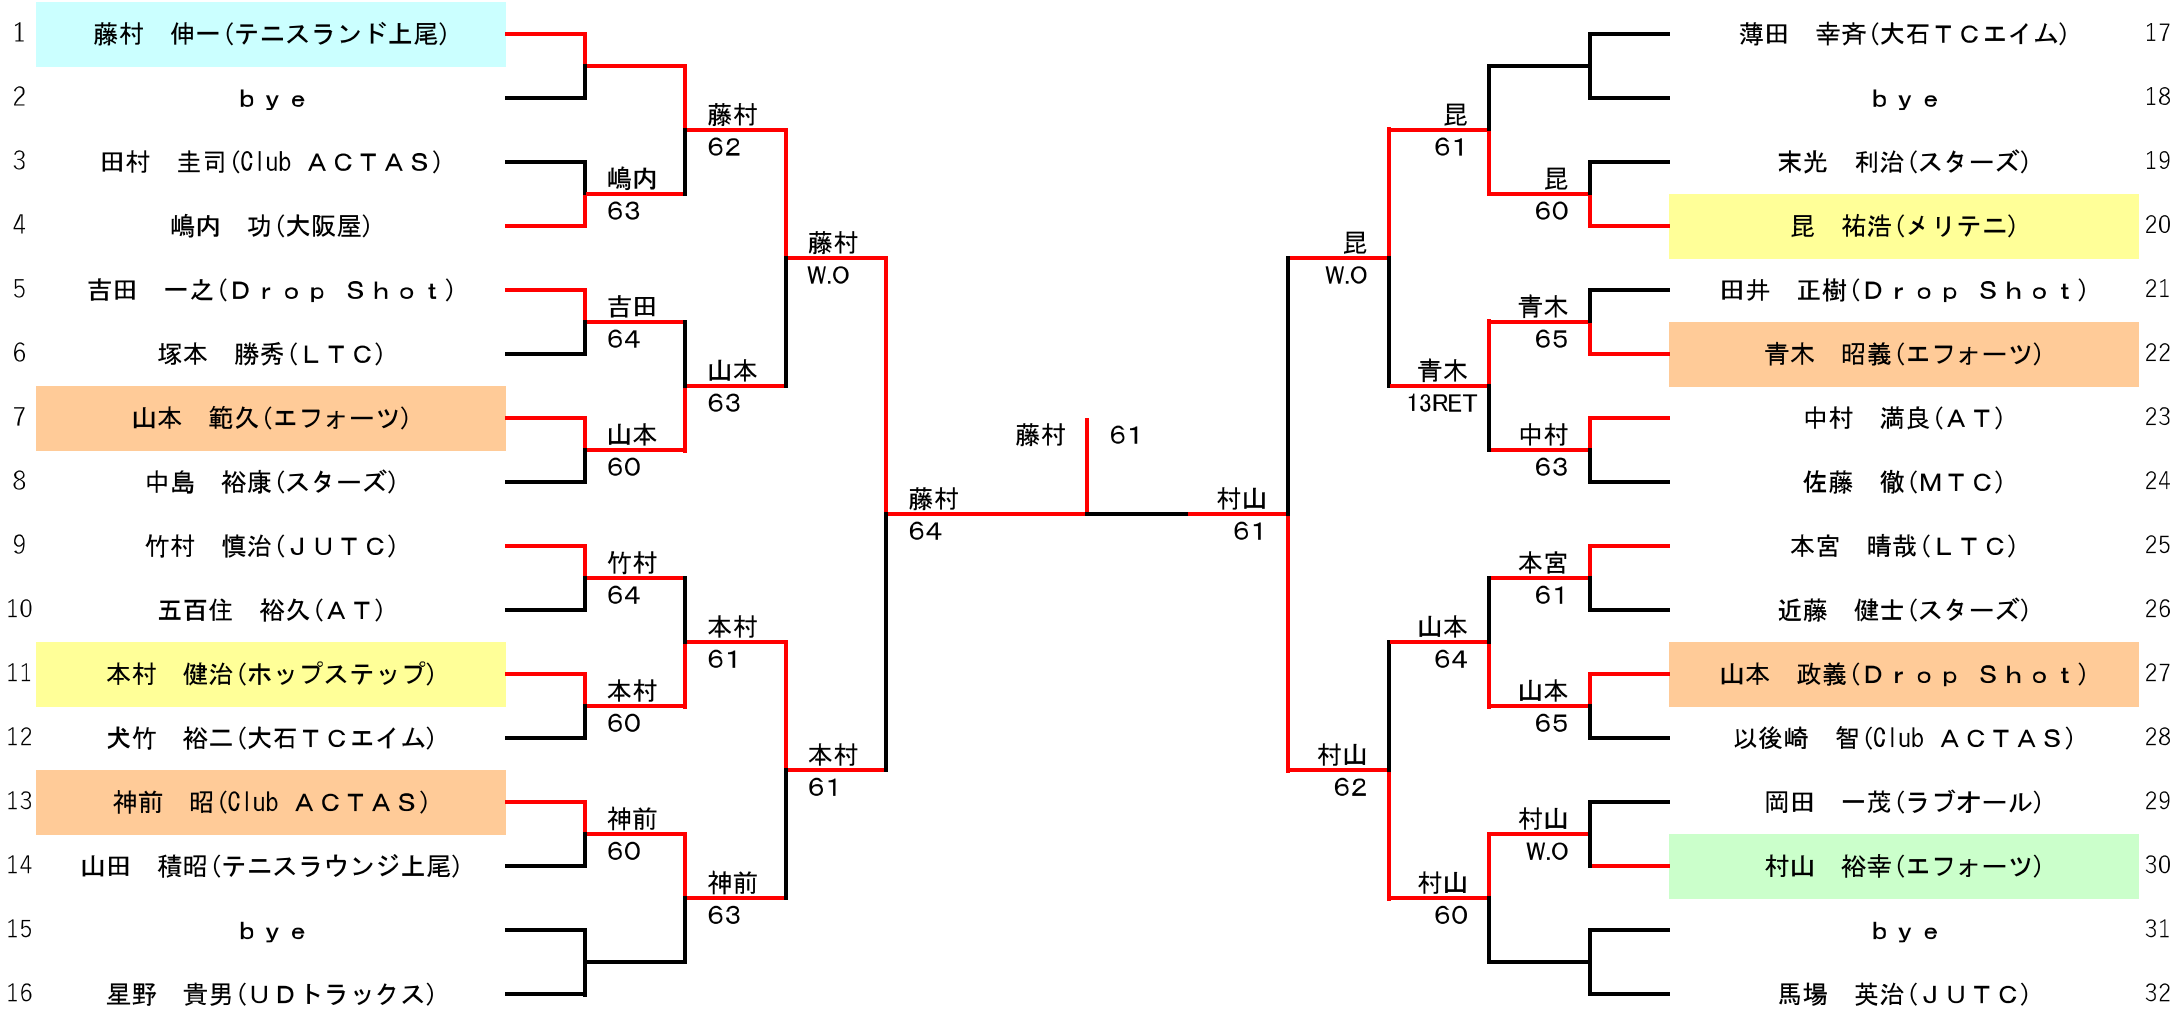 1 藤村　伸一(テニスランド上尾)
2 ｂｙｅ
3 田村　圭司(Club ＡＣＴＡＳ)
4 嶋内　功(大阪屋)
5 吉田　一之(Ｄｒｏｐ Ｓｈｏｔ)
6 塚本　勝秀(ＬＴＣ)
7 山本　範久(エフォーツ)
8 中島　裕康(スターズ)
9 竹村　慎治(ＪＵＴＣ)
10 五百住　裕久(ＡＴ)
11 本村　健治(ホップステップ)
12 犬竹　裕二(大石ＴＣエイム)
13 神前　昭(Club ＡＣＴＡＳ)
14 山田　積昭(テニスラウンジ上尾)
15 ｂｙｅ
16 星野　貴男(ＵＤトラックス)
嶋内
63
吉田
64
山本
60
竹村
64
本村
60
神前
60
藤村
62
山本
63
本村
61
神前
63
藤村
W.O
本村
61
藤村
64
藤村 61
村山
61
昆
W.O
村山
62
昆
61
青木
13RET
山本
64
村山
60
昆
60
青木
65
中村
63
本宮
61
山本
65
村山
W.O
薄田　幸斉(大石ＴＣエイム) 17
ｂｙｅ 18
末光　利治(スターズ) 19
昆　祐浩(メリテニ) 20
田井　正樹(Ｄｒｏｐ Ｓｈｏｔ) 21
青木　昭義(エフォーツ) 22
中村　満良(ＡＴ) 23
佐藤　徹(ＭＴＣ) 24
本宮　晴哉(ＬＴＣ) 25
近藤　健士(スターズ) 26
山本　政義(Ｄｒｏｐ Ｓｈｏｔ) 27
以後崎　智(Club ＡＣＴＡＳ) 28
岡田　一茂(ラブオール) 29
村山　裕幸(エフォーツ) 30
ｂｙｅ 31
馬場　英治(ＪＵＴＣ) 32